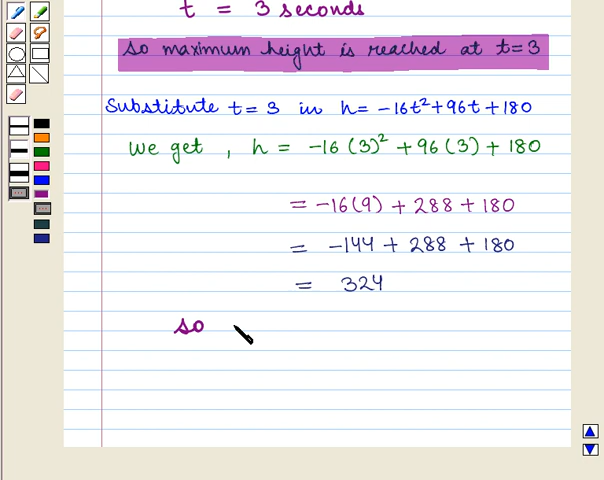 t = 3 seconds
so maximum height is reached at t=3
Substitute t = 3 in h = -16t²+96t+180
we get , h = -16(3)² + 96(3) + 180
= -16(9) + 288 + 180
= -144 + 288 + 180
= 324
so